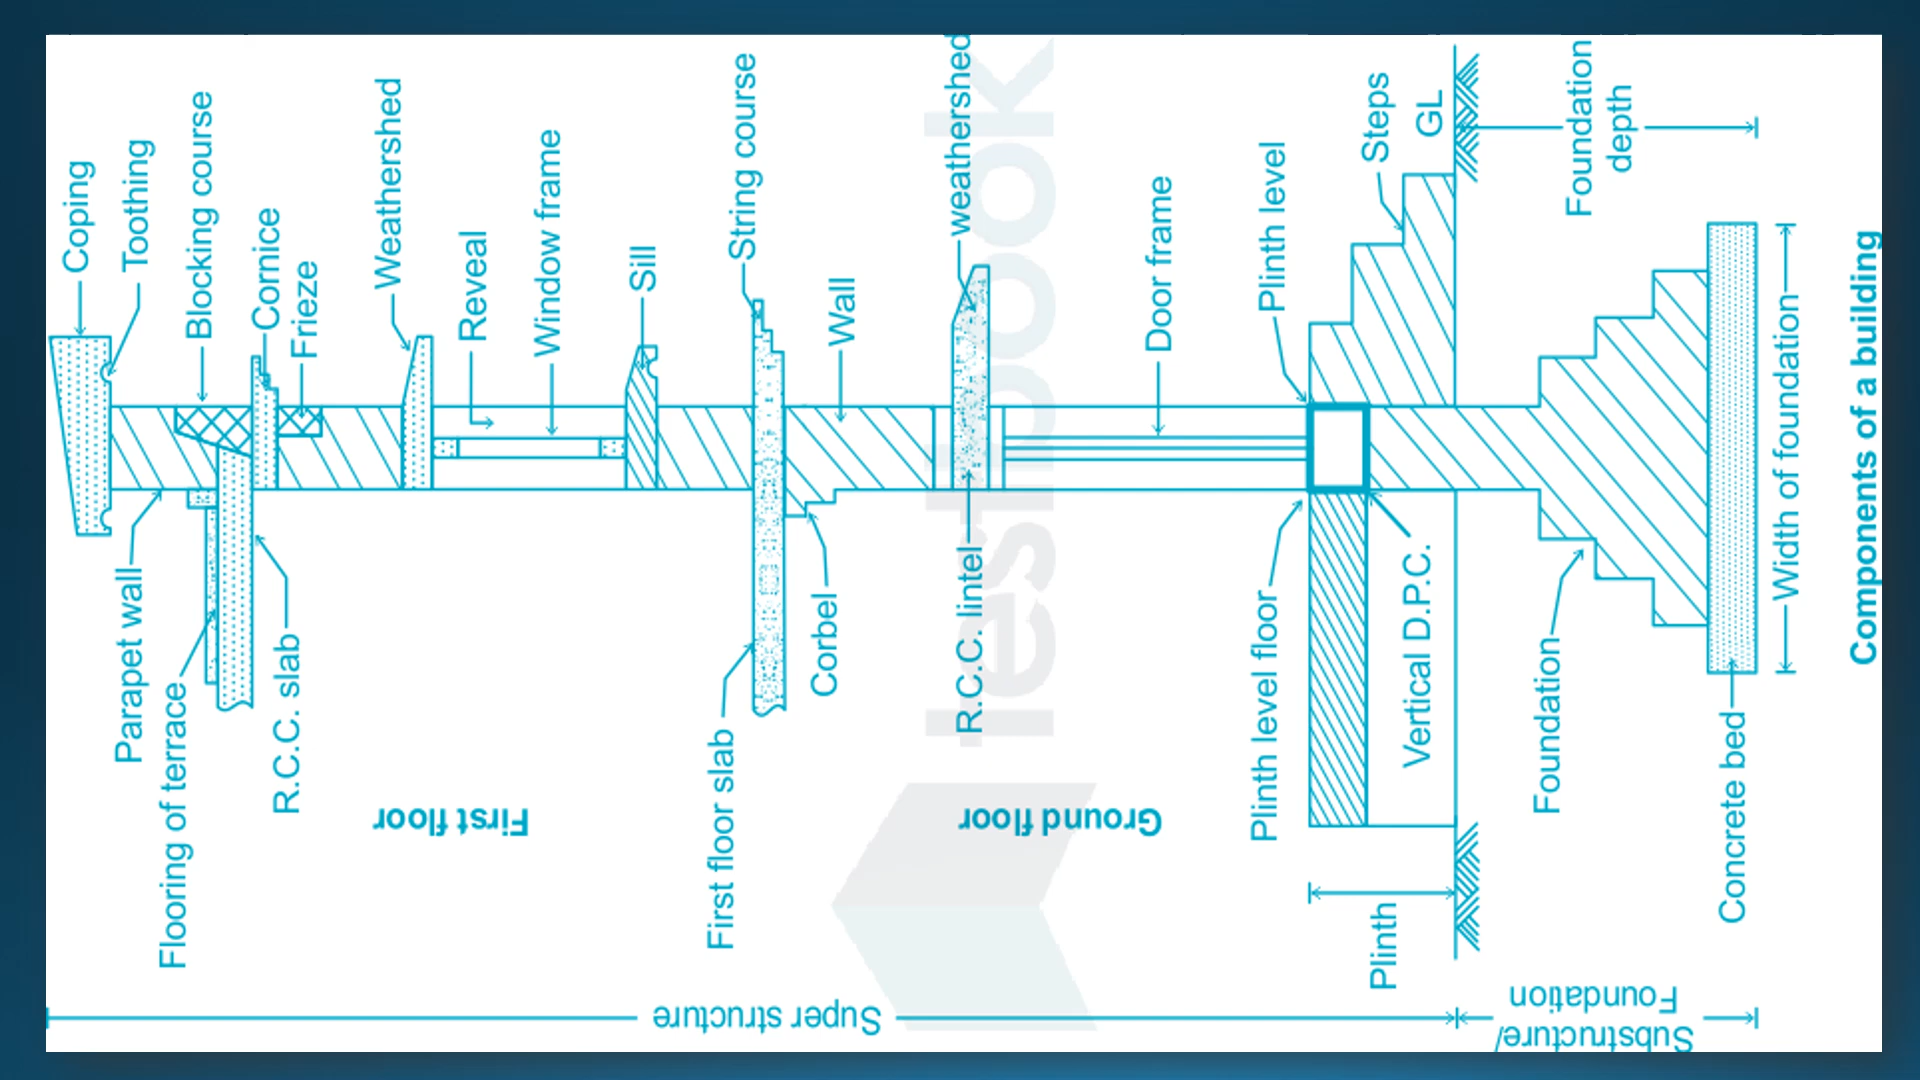 Coping
Toothing
Blocking course
Cornice
Frieze
Weathershed
Reveal
Window frame
Sill
String course
Wall
weathershed
Door frame
Plinth level
Steps
GL
Foundation
depth
Parapet wall
Flooring of terrace
R.C.C. slab
First floor
First floor slab
Corbel
R.C.C. lintel
Ground floor
Plinth level floor
Vertical D.P.C.
Plinth
Foundation
Concrete bed
Width of foundation
Super structure
Substructure/
Foundation
Components of a building
testbook